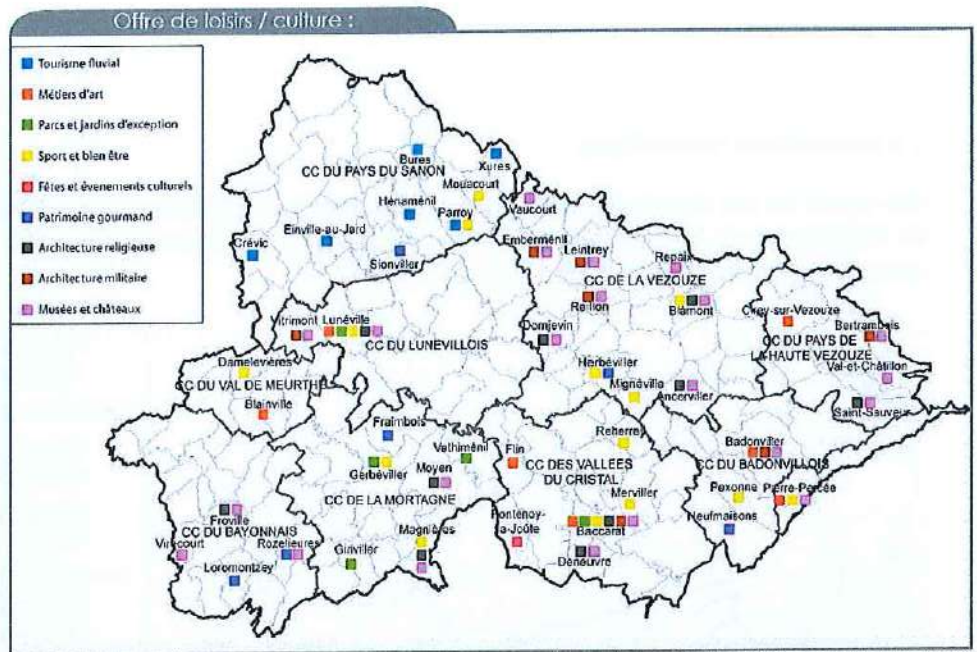 Offre de loisirs / culture :
Tourisme fluvial
Métiers d'art
Parcs et jardins d'exception
Sport et bien être
Fêtes et évenements culturels
Patrimoine gourmand
Architecture religieuse
Architecture militaire
Musées et châteaux
Bures
Xures
CC DU PAYS DU SANON
Mouacourt
Hénaménil
Parroy
Vaucourt
Einville-au-Jard
Crévic
Sionviller
Emberménil
Leintrey
Repaix
CC DE LA VEZOUZE
Reillon
Blâmont
Cirey-sur-Vezouze
Vitrimont
Lunéville
CC DU LUNEVILLOIS
Domjevin
Bertrambois
CC DU PAYS DE
LA HAUTE VEZOUZE
Val-et-Châtillon
Damelevières
CC DU VAL DE MEURTHE
Herbéviller
Mignéville
Ancerviller
Saint-Sauveur
Blainville
Fraimbois
Vathiménil
Reherrey
Flin
Badonviller
Gerbéviller
Moyen
CC DES VALLEES
DU CRISTAL
CC DU BADONVILLOIS
CC DE LA MORTAGNE
Merviller
Pexonne
Pierre-Percée
Froville
CC DU BAYONNAIS
Magnières
Fontenoy-
la-Joûte
Baccarat
Neufmaisons
Virecourt
Rozelieures
Loromontzey
Giriviller
Deneuvre